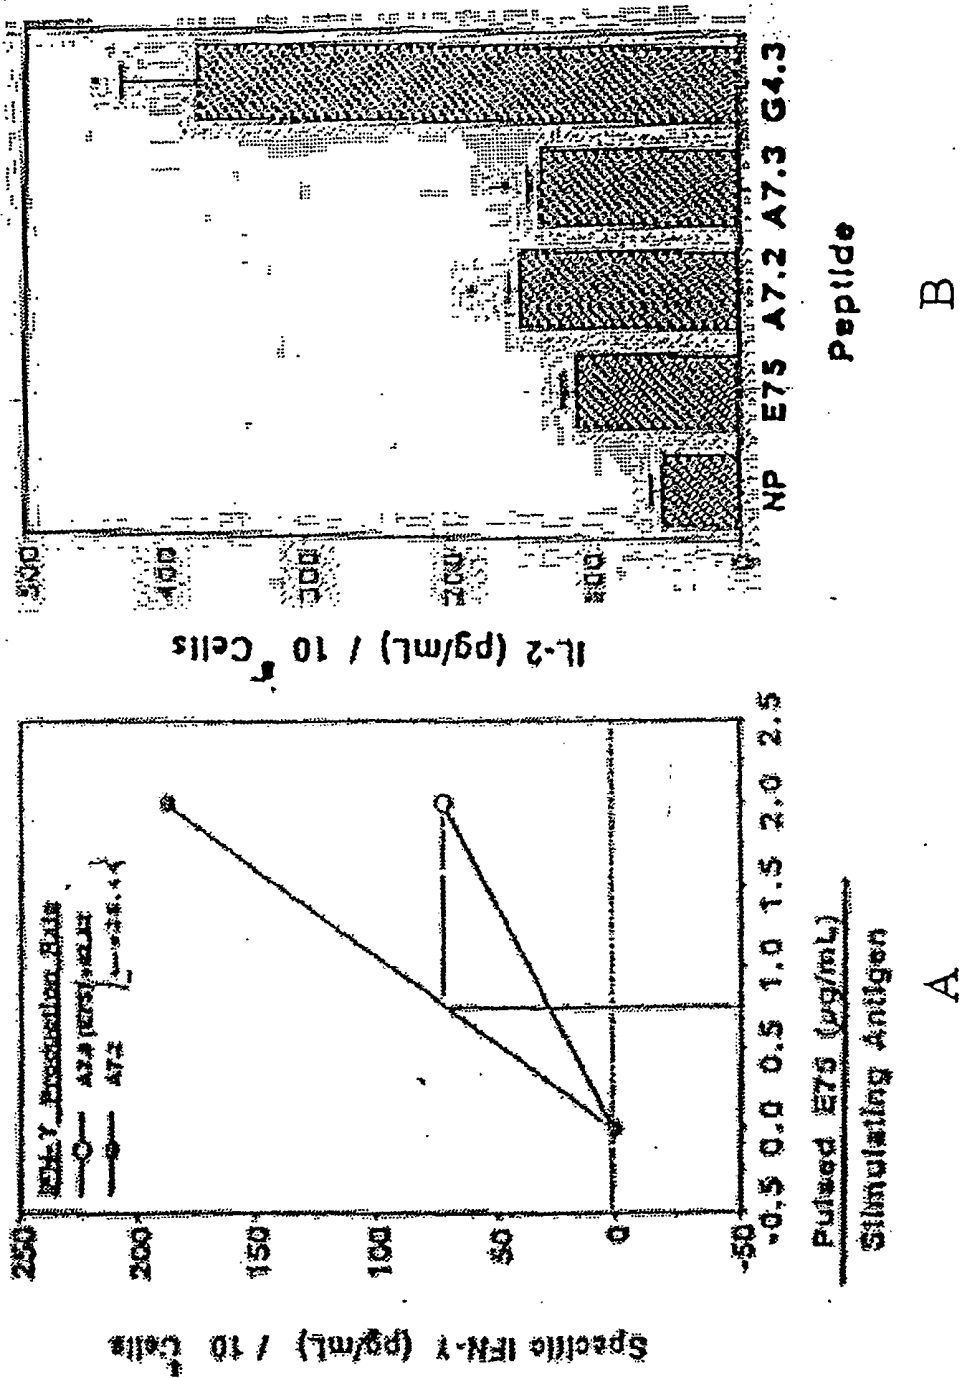 250
200
150
100
50
0
-50
Specific IFN-γ (pg/mL) / 10 Cells
IFN-γ Production Rate
A7.2
-0.5 0.0 0.5 1.0 1.5 2.0 2.5
Pulsed E75 (µg/mL)
Stimulating Antigen
A
500
400
300
200
100
0
IL-2 (pg/mL) / 10 Cells
NP E75 A7.2 A7.3 G4.3
Peptide
B